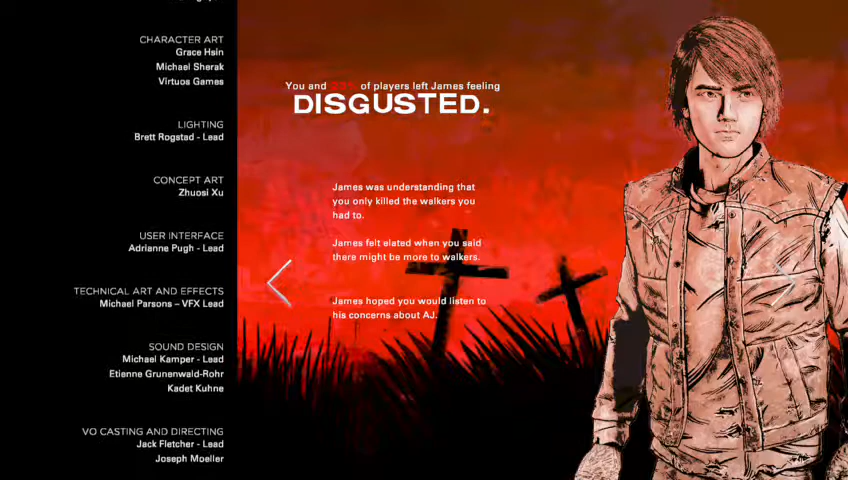 CHARACTER ART
Grace Hsin
Michael Sherak
Virtuos Games
LIGHTING
Brett Rogstad - Lead
CONCEPT ART
Zhuosi Xu
USER INTERFACE
Adrianne Pugh - Lead
TECHNICAL ART AND EFFECTS
Michael Parsons – VFX Lead
SOUND DESIGN
Michael Kamper - Lead
Etienne Grunenwald-Rohr
Kadet Kuhne
VO CASTING AND DIRECTING
Jack Fletcher - Lead
Joseph Moeller
You and of players left James feeling
DISGUSTED.
James was understanding that
you only killed the walkers you
had to.
James felt elated when you said
there might be more to walkers.
James hoped you would listen to
his concerns about AJ.